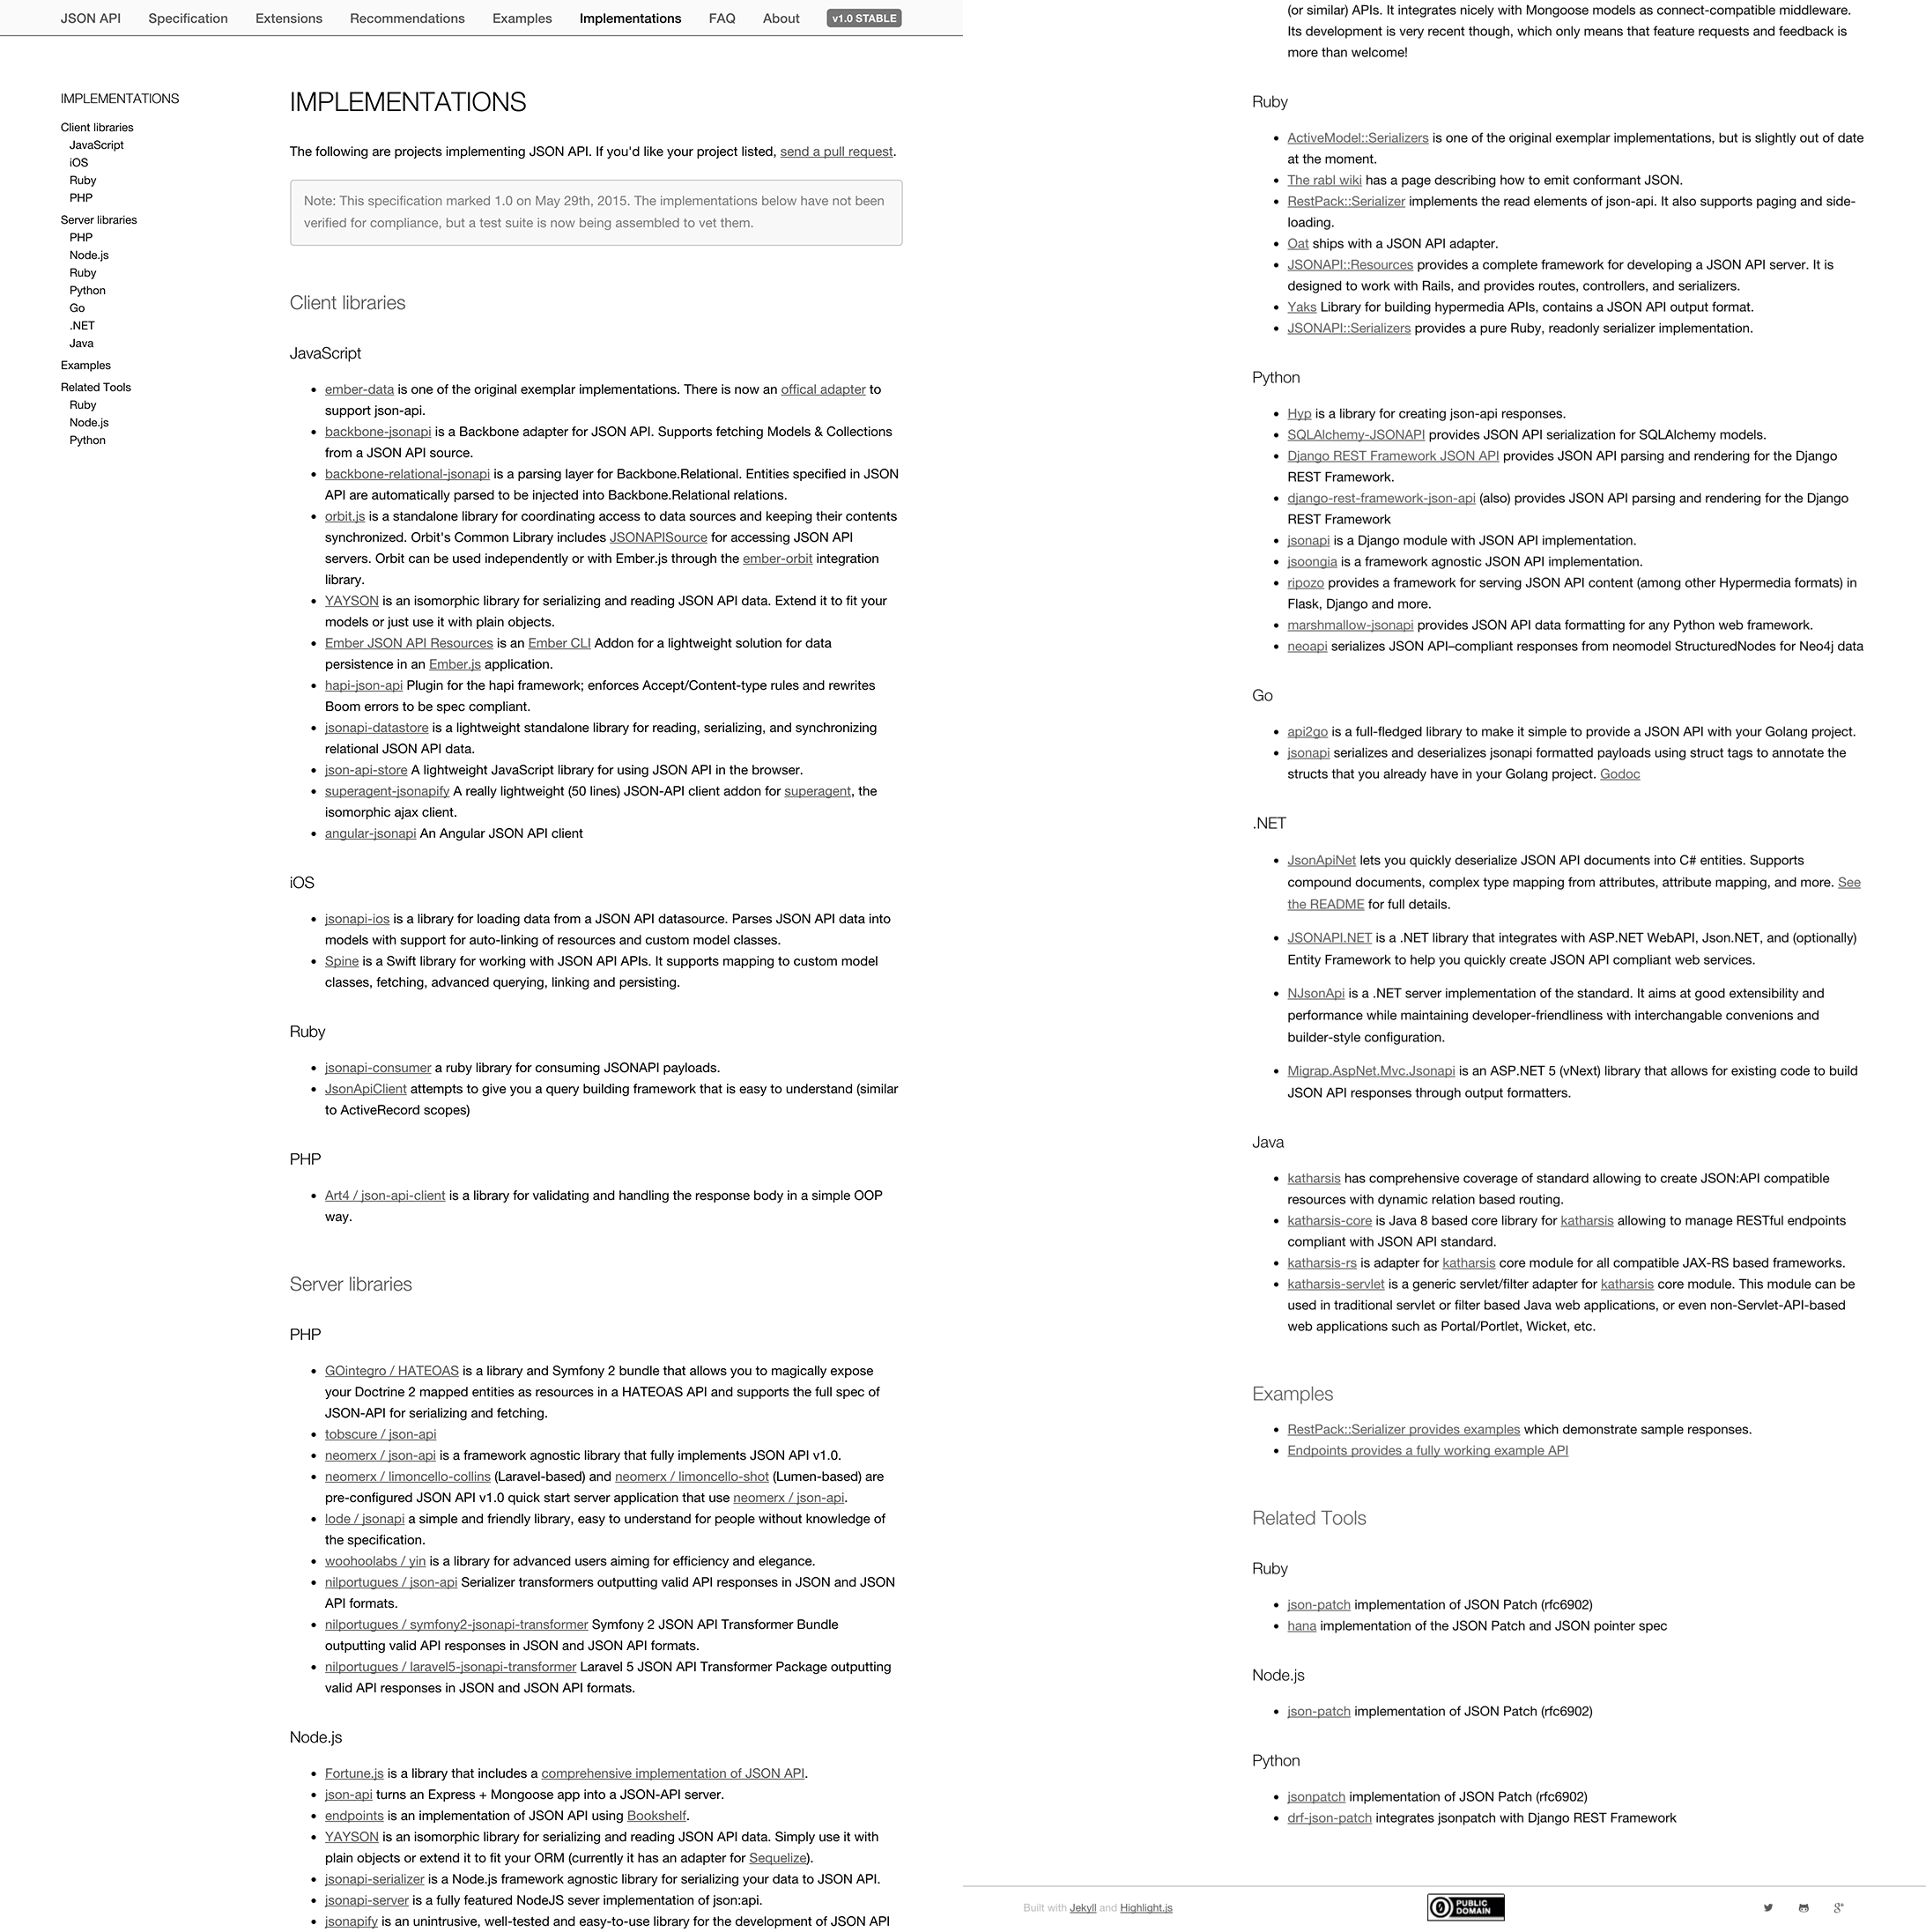 JSON API Specification Extensions Recommendations Examples Implementations FAQ About v1.0 STABLE
IMPLEMENTATIONS
Client libraries
JavaScript
iOS
Ruby
PHP
Server libraries
PHP
Node.js
Ruby
Python
Go
.NET
Java
Examples
Related Tools
Ruby
Node.js
Python
IMPLEMENTATIONS
The following are projects implementing JSON API. If you'd like your project listed, send a pull request.
Note: This specification marked 1.0 on May 29th, 2015. The implementations below have not been
verified for compliance, but a test suite is now being assembled to vet them.
Client libraries
JavaScript
• ember-data is one of the original exemplar implementations. There is now an offical adapter to
support json-api.
• backbone-jsonapi is a Backbone adapter for JSON API. Supports fetching Models & Collections
from a JSON API source.
• backbone-relational-jsonapi is a parsing layer for Backbone.Relational. Entities specified in JSON
API are automatically parsed to be injected into Backbone.Relational relations.
• orbit.js is a standalone library for coordinating access to data sources and keeping their contents
synchronized. Orbit's Common Library includes JSONAPISource for accessing JSON API
servers. Orbit can be used independently or with Ember.js through the ember-orbit integration
library.
• YAYSON is an isomorphic library for serializing and reading JSON API data. Extend it to fit your
models or just use it with plain objects.
• Ember JSON API Resources is an Ember CLI Addon for a lightweight solution for data
persistence in an Ember.js application.
• hapi-json-api Plugin for the hapi framework; enforces Accept/Content-type rules and rewrites
Boom errors to be spec compliant.
• jsonapi-datastore is a lightweight standalone library for reading, serializing, and synchronizing
relational JSON API data.
• json-api-store A lightweight JavaScript library for using JSON API in the browser.
• superagent-jsonapify A really lightweight (50 lines) JSON-API client addon for superagent, the
isomorphic ajax client.
• angular-jsonapi An Angular JSON API client
iOS
• jsonapi-ios is a library for loading data from a JSON API datasource. Parses JSON API data into
models with support for auto-linking of resources and custom model classes.
• Spine is a Swift library for working with JSON API APIs. It supports mapping to custom model
classes, fetching, advanced querying, linking and persisting.
Ruby
• jsonapi-consumer a ruby library for consuming JSONAPI payloads.
• JsonApiClient attempts to give you a query building framework that is easy to understand (similar
to ActiveRecord scopes)
PHP
• Art4 / json-api-client is a library for validating and handling the response body in a simple OOP
way.
Server libraries
PHP
• GOintegro / HATEOAS is a library and Symfony 2 bundle that allows you to magically expose
your Doctrine 2 mapped entities as resources in a HATEOAS API and supports the full spec of
JSON-API for serializing and fetching.
• tobscure / json-api
• neomerx / json-api is a framework agnostic library that fully implements JSON API v1.0.
• neomerx / limoncello-collins (Laravel-based) and neomerx / limoncello-shot (Lumen-based) are
pre-configured JSON API v1.0 quick start server application that use neomerx / json-api.
• lode / jsonapi a simple and friendly library, easy to understand for people without knowledge of
the specification.
• woohoolabs / yin is a library for advanced users aiming for efficiency and elegance.
• nilportugues / json-api Serializer transformers outputting valid API responses in JSON and JSON
API formats.
• nilportugues / symfony2-jsonapi-transformer Symfony 2 JSON API Transformer Bundle
outputting valid API responses in JSON and JSON API formats.
• nilportugues / laravel5-jsonapi-transformer Laravel 5 JSON API Transformer Package outputting
valid API responses in JSON and JSON API formats.
Node.js
• Fortune.js is a library that includes a comprehensive implementation of JSON API.
• json-api turns an Express + Mongoose app into a JSON-API server.
• endpoints is an implementation of JSON API using Bookshelf.
• YAYSON is an isomorphic library for serializing and reading JSON API data. Simply use it with
plain objects or extend it to fit your ORM (currently it has an adapter for Sequelize).
• jsonapi-serializer is a Node.js framework agnostic library for serializing your data to JSON API.
• jsonapi-server is a fully featured NodeJS sever implementation of json:api.
• jsonapify is an unintrusive, well-tested and easy-to-use library for the development of JSON API
(or similar) APIs. It integrates nicely with Mongoose models as connect-compatible middleware.
Its development is very recent though, which only means that feature requests and feedback is
more than welcome!
Ruby
• ActiveModel::Serializers is one of the original exemplar implementations, but is slightly out of date
at the moment.
• The rabl wiki has a page describing how to emit conformant JSON.
• RestPack::Serializer implements the read elements of json-api. It also supports paging and side-
loading.
• Oat ships with a JSON API adapter.
• JSONAPI::Resources provides a complete framework for developing a JSON API server. It is
designed to work with Rails, and provides routes, controllers, and serializers.
• Yaks Library for building hypermedia APIs, contains a JSON API output format.
• JSONAPI::Serializers provides a pure Ruby, readonly serializer implementation.
Python
• Hyp is a library for creating json-api responses.
• SQLAlchemy-JSONAPI provides JSON API serialization for SQLAlchemy models.
• Django REST Framework JSON API provides JSON API parsing and rendering for the Django
REST Framework.
• django-rest-framework-json-api (also) provides JSON API parsing and rendering for the Django
REST Framework
• jsonapi is a Django module with JSON API implementation.
• jsoongia is a framework agnostic JSON API implementation.
• ripozo provides a framework for serving JSON API content (among other Hypermedia formats) in
Flask, Django and more.
• marshmallow-jsonapi provides JSON API data formatting for any Python web framework.
• neoapi serializes JSON API–compliant responses from neomodel StructuredNodes for Neo4j data
Go
• api2go is a full-fledged library to make it simple to provide a JSON API with your Golang project.
• jsonapi serializes and deserializes jsonapi formatted payloads using struct tags to annotate the
structs that you already have in your Golang project. Godoc
.NET
• JsonApiNet lets you quickly deserialize JSON API documents into C# entities. Supports
compound documents, complex type mapping from attributes, attribute mapping, and more. See
the README for full details.
• JSONAPI.NET is a .NET library that integrates with ASP.NET WebAPI, Json.NET, and (optionally)
Entity Framework to help you quickly create JSON API compliant web services.
• NJsonApi is a .NET server implementation of the standard. It aims at good extensibility and
performance while maintaining developer-friendliness with interchangable convenions and
builder-style configuration.
• Migrap.AspNet.Mvc.Jsonapi is an ASP.NET 5 (vNext) library that allows for existing code to build
JSON API responses through output formatters.
Java
• katharsis has comprehensive coverage of standard allowing to create JSON:API compatible
resources with dynamic relation based routing.
• katharsis-core is Java 8 based core library for katharsis allowing to manage RESTful endpoints
compliant with JSON API standard.
• katharsis-rs is adapter for katharsis core module for all compatible JAX-RS based frameworks.
• katharsis-servlet is a generic servlet/filter adapter for katharsis core module. This module can be
used in traditional servlet or filter based Java web applications, or even non-Servlet-API-based
web applications such as Portal/Portlet, Wicket, etc.
Examples
• RestPack::Serializer provides examples which demonstrate sample responses.
• Endpoints provides a fully working example API
Related Tools
Ruby
• json-patch implementation of JSON Patch (rfc6902)
• hana implementation of the JSON Patch and JSON pointer spec
Node.js
• json-patch implementation of JSON Patch (rfc6902)
Python
• jsonpatch implementation of JSON Patch (rfc6902)
• drf-json-patch integrates jsonpatch with Django REST Framework
Built with Jekyll and Highlight.js
PUBLIC
DOMAIN